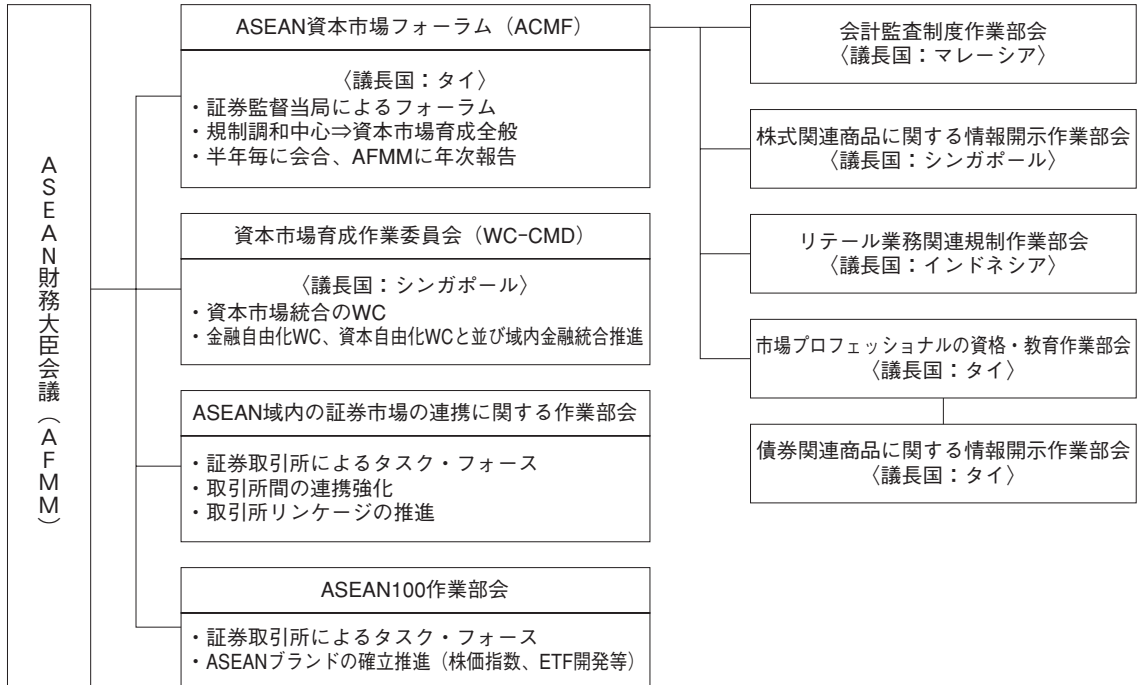 ASEAN財務大臣会議（AFMM）
ASEAN資本市場フォーラム（ACMF）
〈議長国：タイ〉
・証券監督当局によるフォーラム
・規制調和中心⇒資本市場育成全般
・半年毎に会合、AFMMに年次報告
資本市場育成作業委員会（WC-CMD）
〈議長国：シンガポール〉
・資本市場統合のWC
・金融自由化WC、資本自由化WCと並び域内金融統合推進
ASEAN域内の証券市場の連携に関する作業部会
・証券取引所によるタスク・フォース
・取引所間の連携強化
・取引所リンケージの推進
ASEAN100作業部会
・証券取引所によるタスク・フォース
・ASEANブランドの確立推進（株価指数、ETF開発等）
会計監査制度作業部会
〈議長国：マレーシア〉
株式関連商品に関する情報開示作業部会
〈議長国：シンガポール〉
リテール業務関連規制作業部会
〈議長国：インドネシア〉
市場プロフェッショナルの資格・教育作業部会
〈議長国：タイ〉
債券関連商品に関する情報開示作業部会
〈議長国：タイ〉